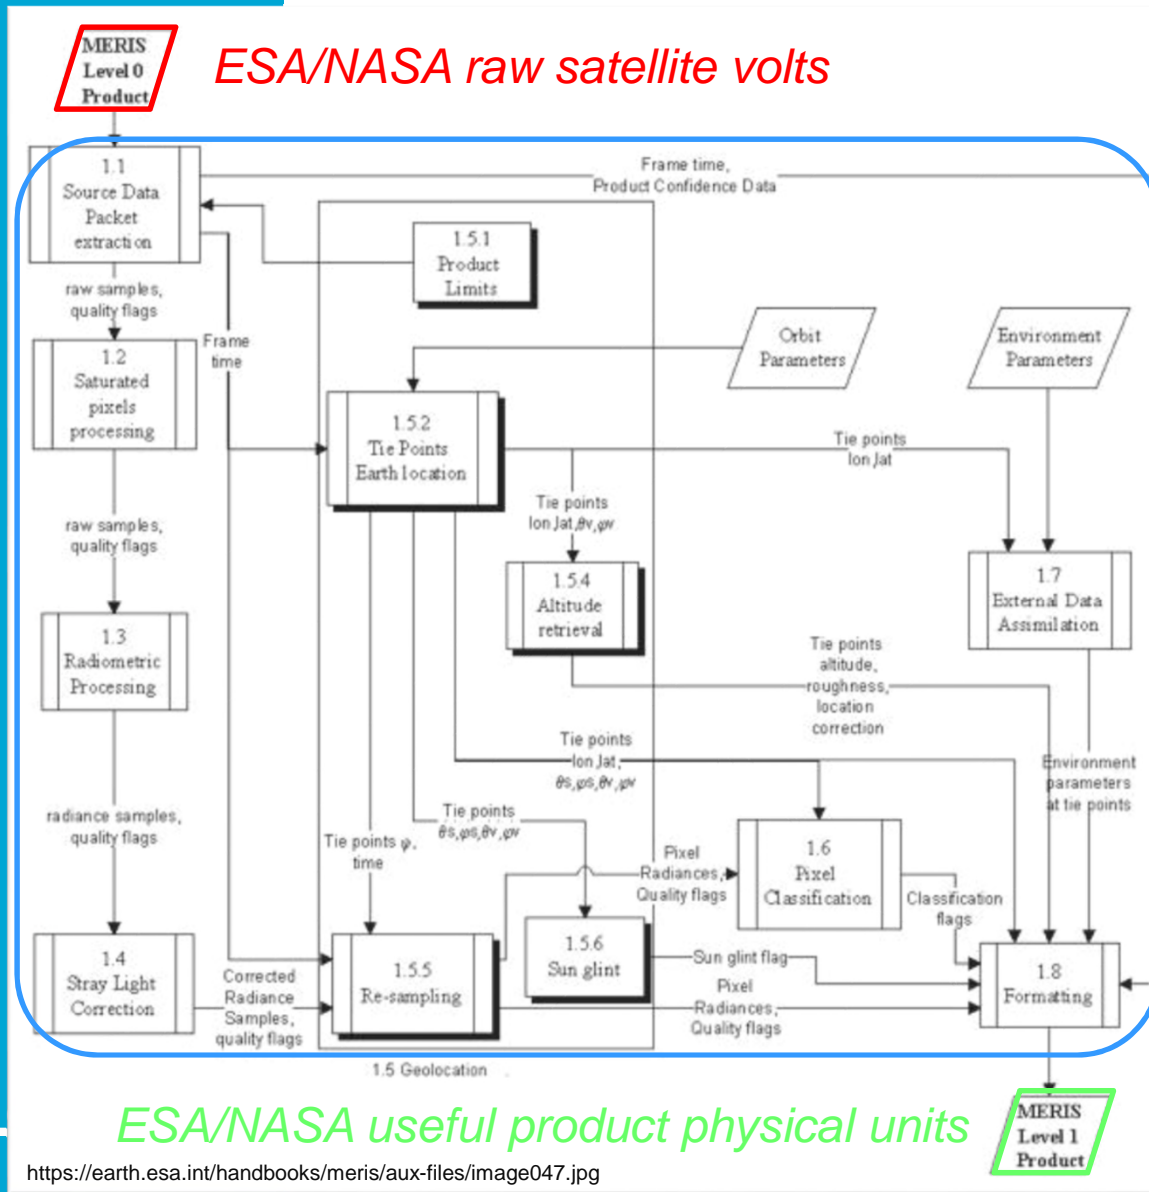 MERIS
Level 0
Product
ESA/NASA raw satellite volts
1.1
Source Data
Packet
extraction
Frame time,
Product Confidence Data
1.5.1
Product
Limits
raw samples,
quality flags
Frame
time
Orbit
Parameters
Environment
Parameters
1.2
Saturated
pixels
processing
1.5.2
Tie Points
Earth location
Tie points
lon,lat
Tie points
lon,lat,θv,φv
raw samples,
quality flags
1.5.4
Altitude
retrieval
1.7
External Data
Assimilation
1.3
Radiometric
Processing
Tie points
altitude,
roughness,
location
correction
Tie points
lon,lat,
θs,φs,θv,φv
Environment
parameters
at tie points
radiance samples,
quality flags
Tie points
θs,φs,θv,φv
Tie points φ,
time
Pixel
Radiances,
Quality flags
1.6
Pixel
Classification
Classification
flags
1.4
Stray Light
Correction
Corrected
Radiance
Samples,
quality flags
1.5.5
Re-sampling
1.5.6
Sun glint
Sun glint flag
Pixel
Radiances,
Quality flags
1.8
Formatting
1.5 Geolocation
ESA/NASA useful product physical units
MERIS
Level 1
Product
https://earth.esa.int/handbooks/meris/aux-files/image047.jpg